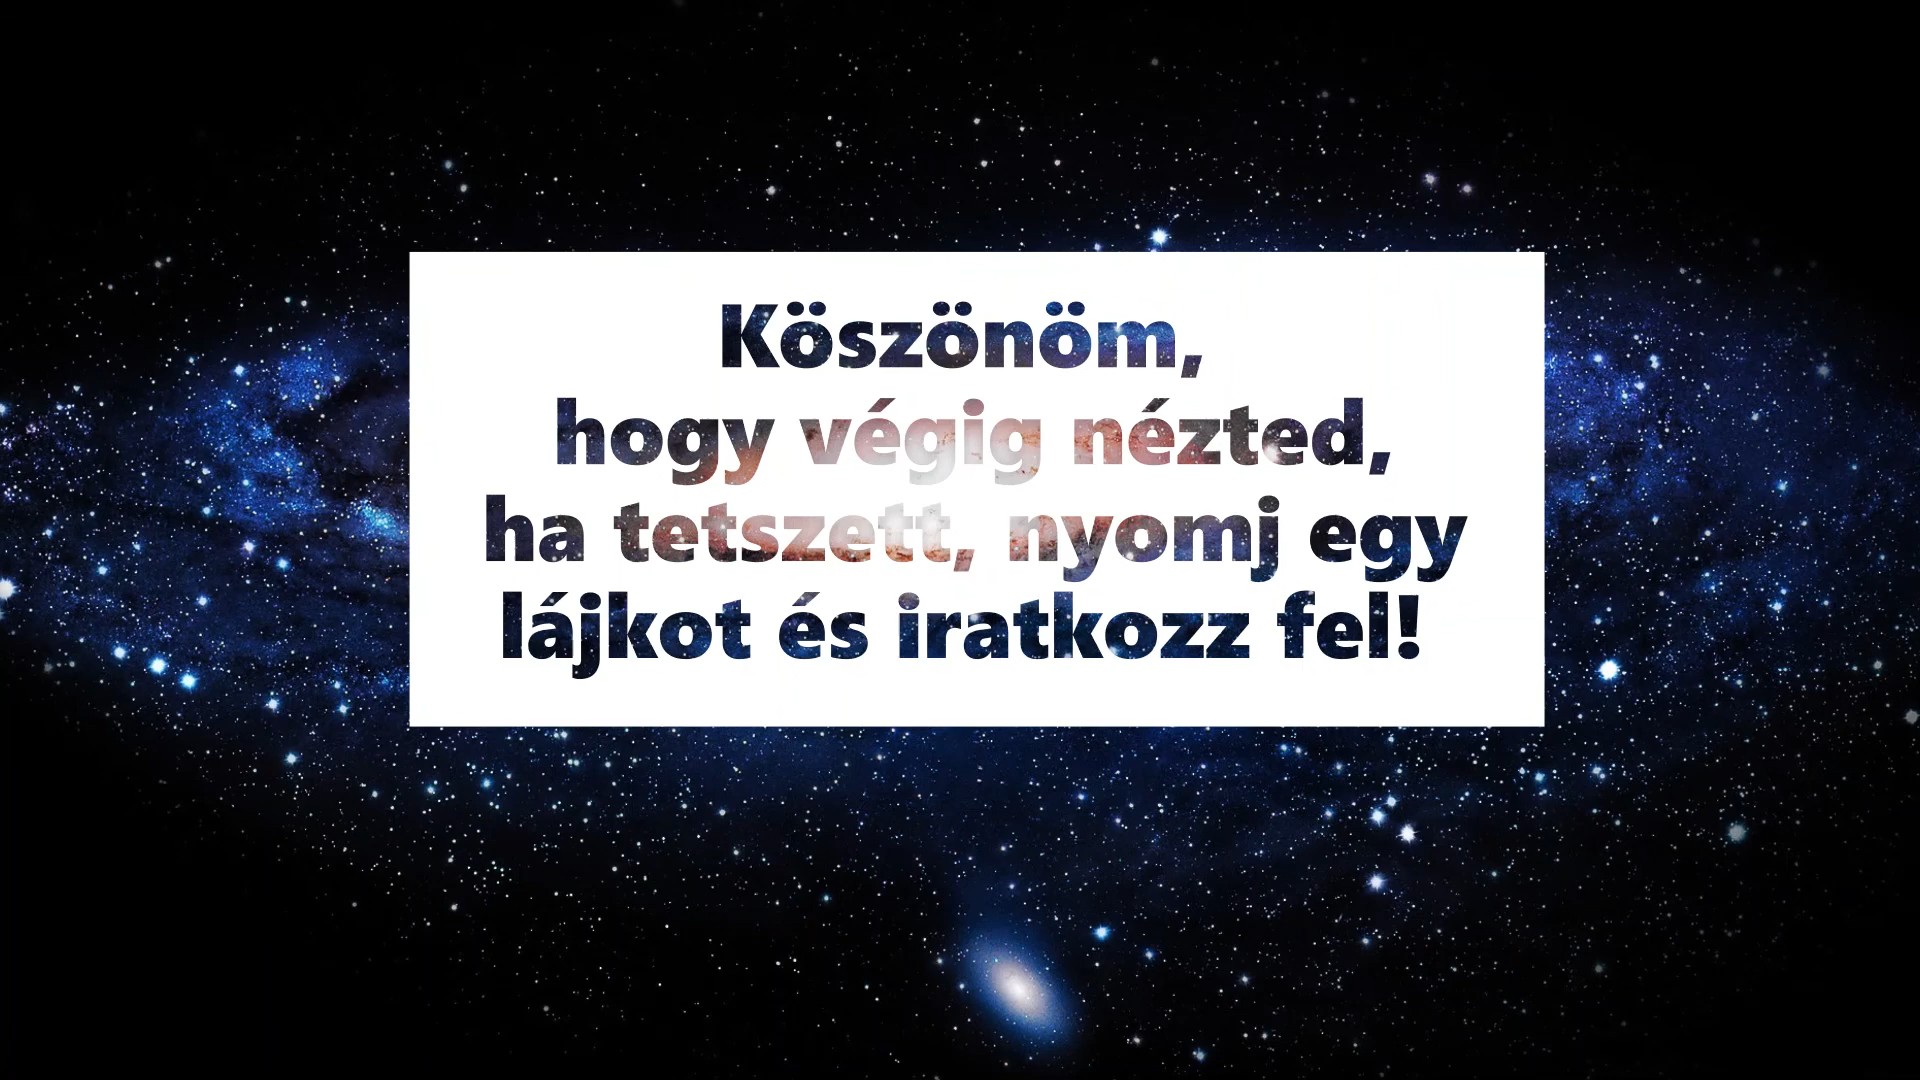 Köszönöm,
hogy végig nézted,
ha tetszett, nyomj egy
lájkot és iratkozz fel!